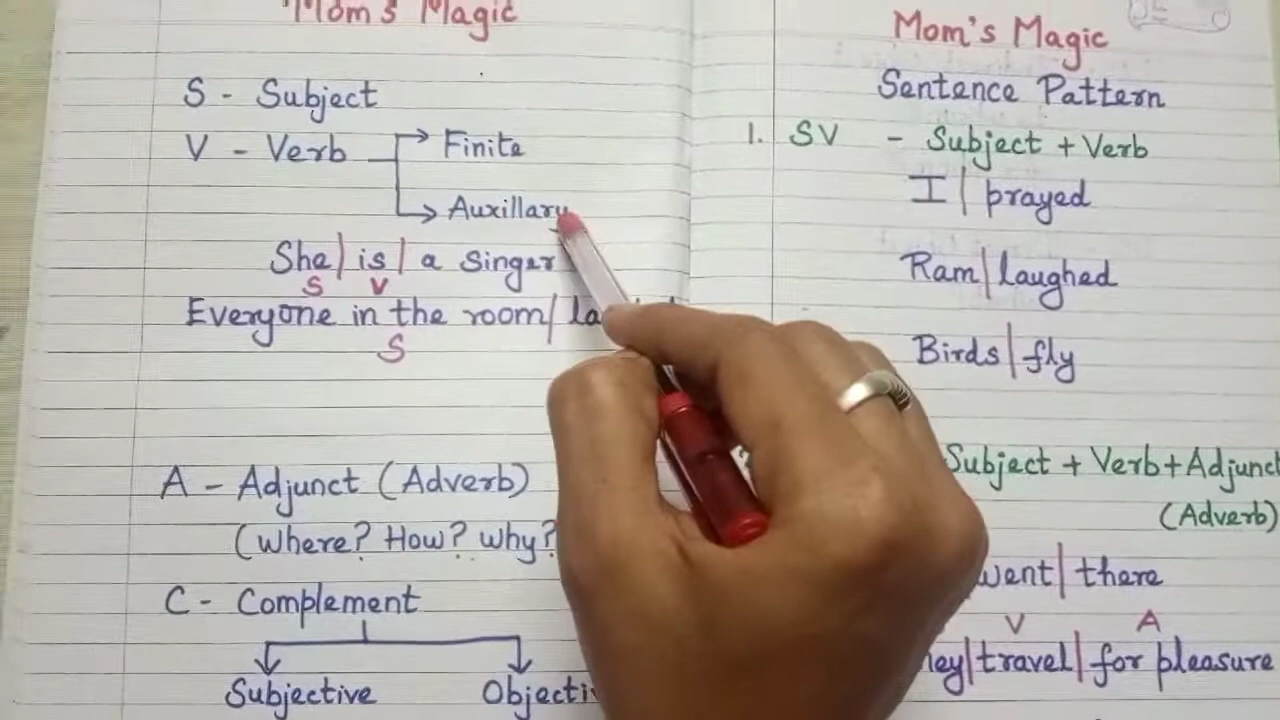 Mom's Magic
S - Subject
V - Verb → Finite
→ Auxillary
She | is | a singer
S V
Everyone in the room |
S
A - Adjunct (Adverb)
(Where? How? Why?
C - Complement
Subjective
Mom's Magic
Sentence Pattern
1. SV - Subject + Verb
I | prayed
Ram | laughed
Birds | fly
Subject + Verb + Adjunct
(Adverb)
went | there
V A
| travel | for pleasure